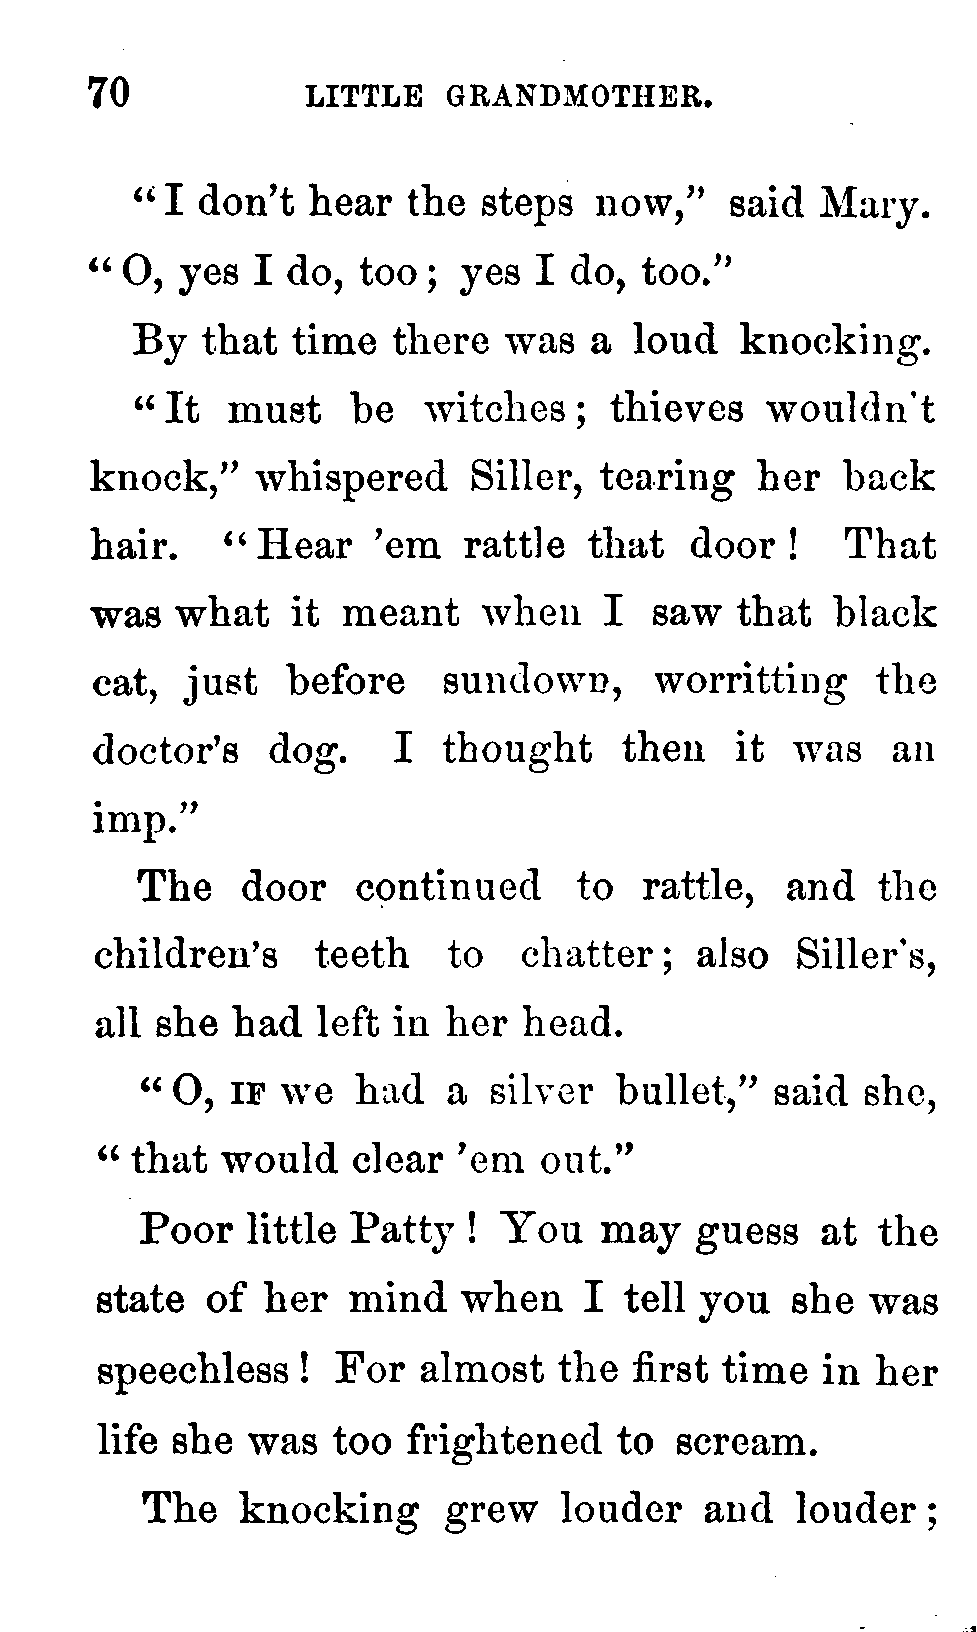 70 LITTLE GRANDMOTHER.
"I don't hear the steps now," said Mary.
"O, yes I do, too; yes I do, too."
By that time there was a loud knocking.
"It must be witches; thieves wouldn't
knock," whispered Siller, tearing her back
hair. "Hear 'em rattle that door! That
was what it meant when I saw that black
cat, just before sundown, worritting the
doctor's dog. I thought then it was an
imp."
The door continued to rattle, and the
children's teeth to chatter; also Siller's,
all she had left in her head.
"O, IF we had a silver bullet," said she,
"that would clear 'em out."
Poor little Patty! You may guess at the
state of her mind when I tell you she was
speechless! For almost the first time in her
life she was too frightened to scream.
The knocking grew louder and louder;